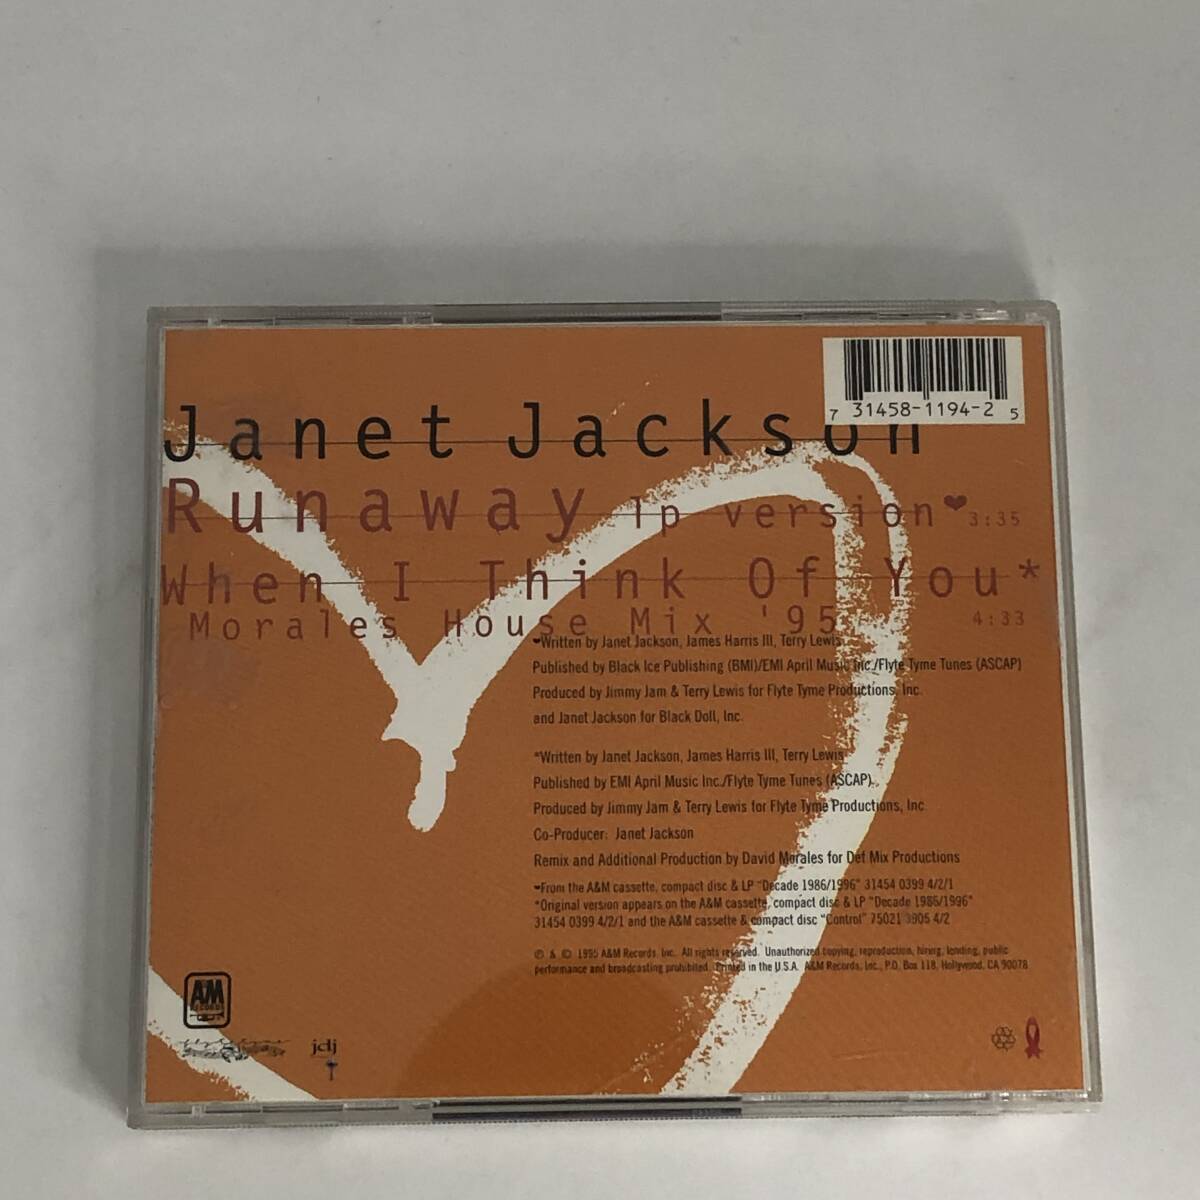 7 31458-1194-2 5
Janet Jackson
Runaway lp version❤3:35
When I Think Of You*
Morales House Mix '95 4:33
❤Written by Janet Jackson, James Harris III, Terry Lewis
Published by Black Ice Publishing (BMI)/EMI April Music Inc./Flyte Tyme Tunes (ASCAP)
Produced by Jimmy Jam & Terry Lewis for Flyte Tyme Productions, Inc.
and Janet Jackson for Black Doll, Inc.
*Written by Janet Jackson, James Harris III, Terry Lewis
Published by EMI April Music Inc./Flyte Tyme Tunes (ASCAP)
Produced by Jimmy Jam & Terry Lewis for Flyte Tyme Productions, Inc.
Co-Producer: Janet Jackson
Remix and Additional Production by David Morales for Def Mix Productions
❤From the A&M cassette, compact disc & LP "Decade 1986/1996" 31454 0399 4/2/1
*Original version appears on the A&M cassette, compact disc & LP "Decade 1986/1996"
31454 0399 4/2/1 and the A&M cassette & compact disc "Control" 75021 3905 4/2
℗ & © 1995 A&M Records, Inc. All rights reserved. Unauthorized copying, reproduction, hiring, lending, public
performance and broadcasting prohibited. Printed in the U.S.A. A&M Records, Inc., P.O. Box 118, Hollywood, CA 90078
AM
RECORDS
jdj